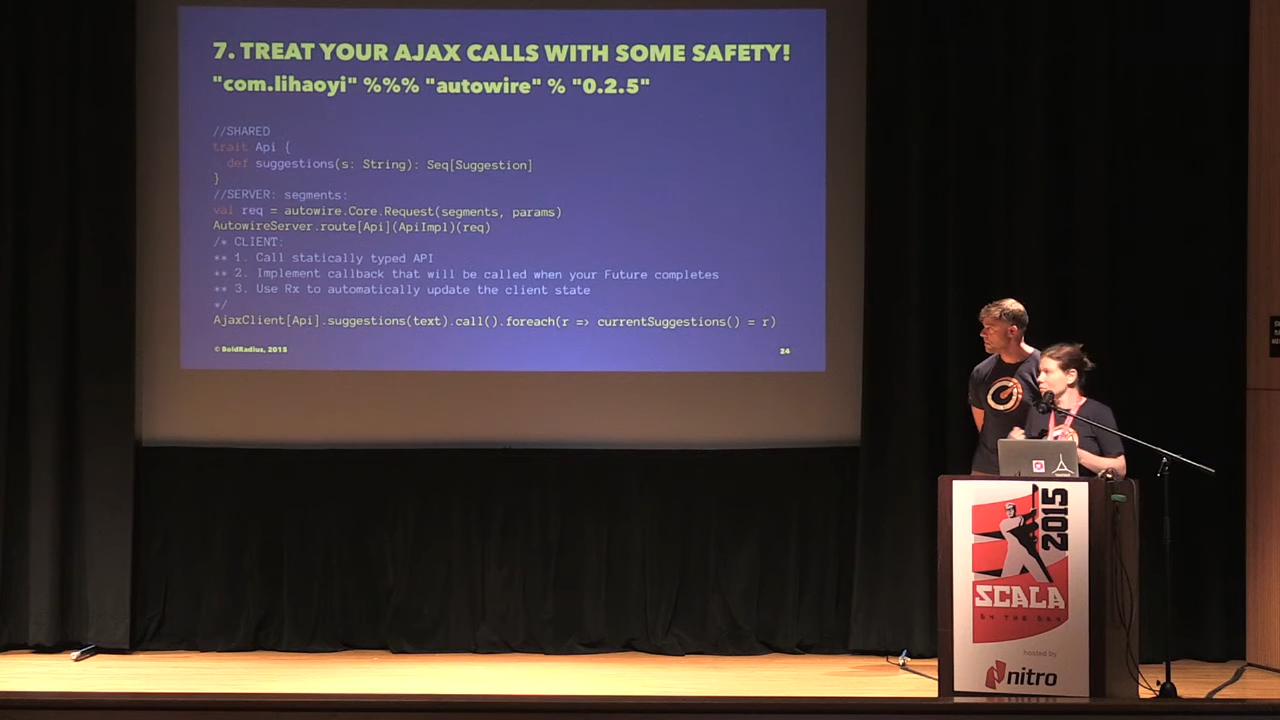 7. TREAT YOUR AJAX CALLS WITH SOME SAFETY!
"com.lihaoyi" %%% "autowire" % "0.2.5"
//SHARED
trait Api {
def suggestions(s: String): Seq[Suggestion]
}
//SERVER: segments:
val req = autowire.Core.Request(segments, params)
AutowireServer.route[Api](ApiImpl)(req)
/* CLIENT:
** 1. Call statically typed API
** 2. Implement callback that will be called when your Future completes
** 3. Use Rx to automatically update the client state
*/
AjaxClient[Api].suggestions(text).call().foreach(r => currentSuggestions() = r)
© BoldRadius, 2015
24
2015
SCALA
BY THE BAY
hosted by
nitro